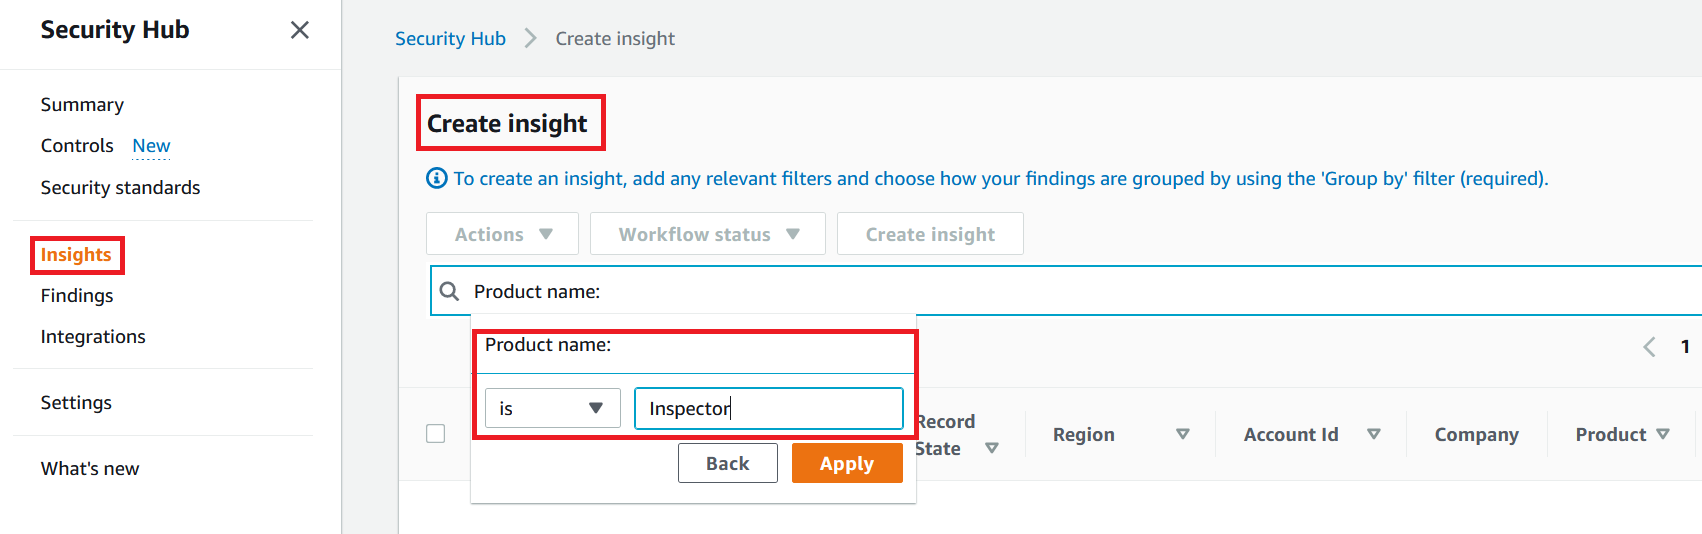 Security Hub
Summary
Controls New
Security standards
Insights
Findings
Integrations
Settings
What's new
Security Hub Create insight
Create insight
To create an insight, add any relevant filters and choose how your findings are grouped by using the 'Group by' filter (required).
Actions Workflow status Create insight
Product name:
Product name:
is Inspector
Back Apply
1
Record
State
Region Account Id Company Product